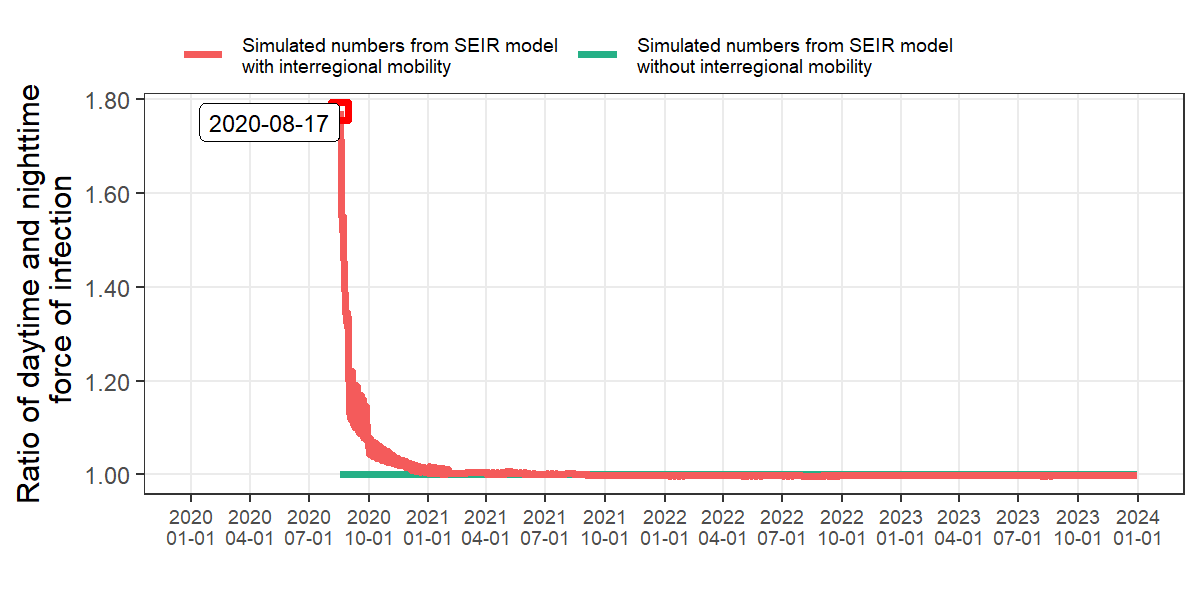 Simulated numbers from SEIR model
with interregional mobility
Simulated numbers from SEIR model
without interregional mobility
Ratio of daytime and nighttime
force of infection
1.80
1.60
1.40
1.20
1.00
2020-08-17
2020 2020 2020 2020 2021 2021 2021 2021 2022 2022 2022 2022 2023 2023 2023 2023 2024
01-01 04-01 07-01 10-01 01-01 04-01 07-01 10-01 01-01 04-01 07-01 10-01 01-01 04-01 07-01 10-01 01-01